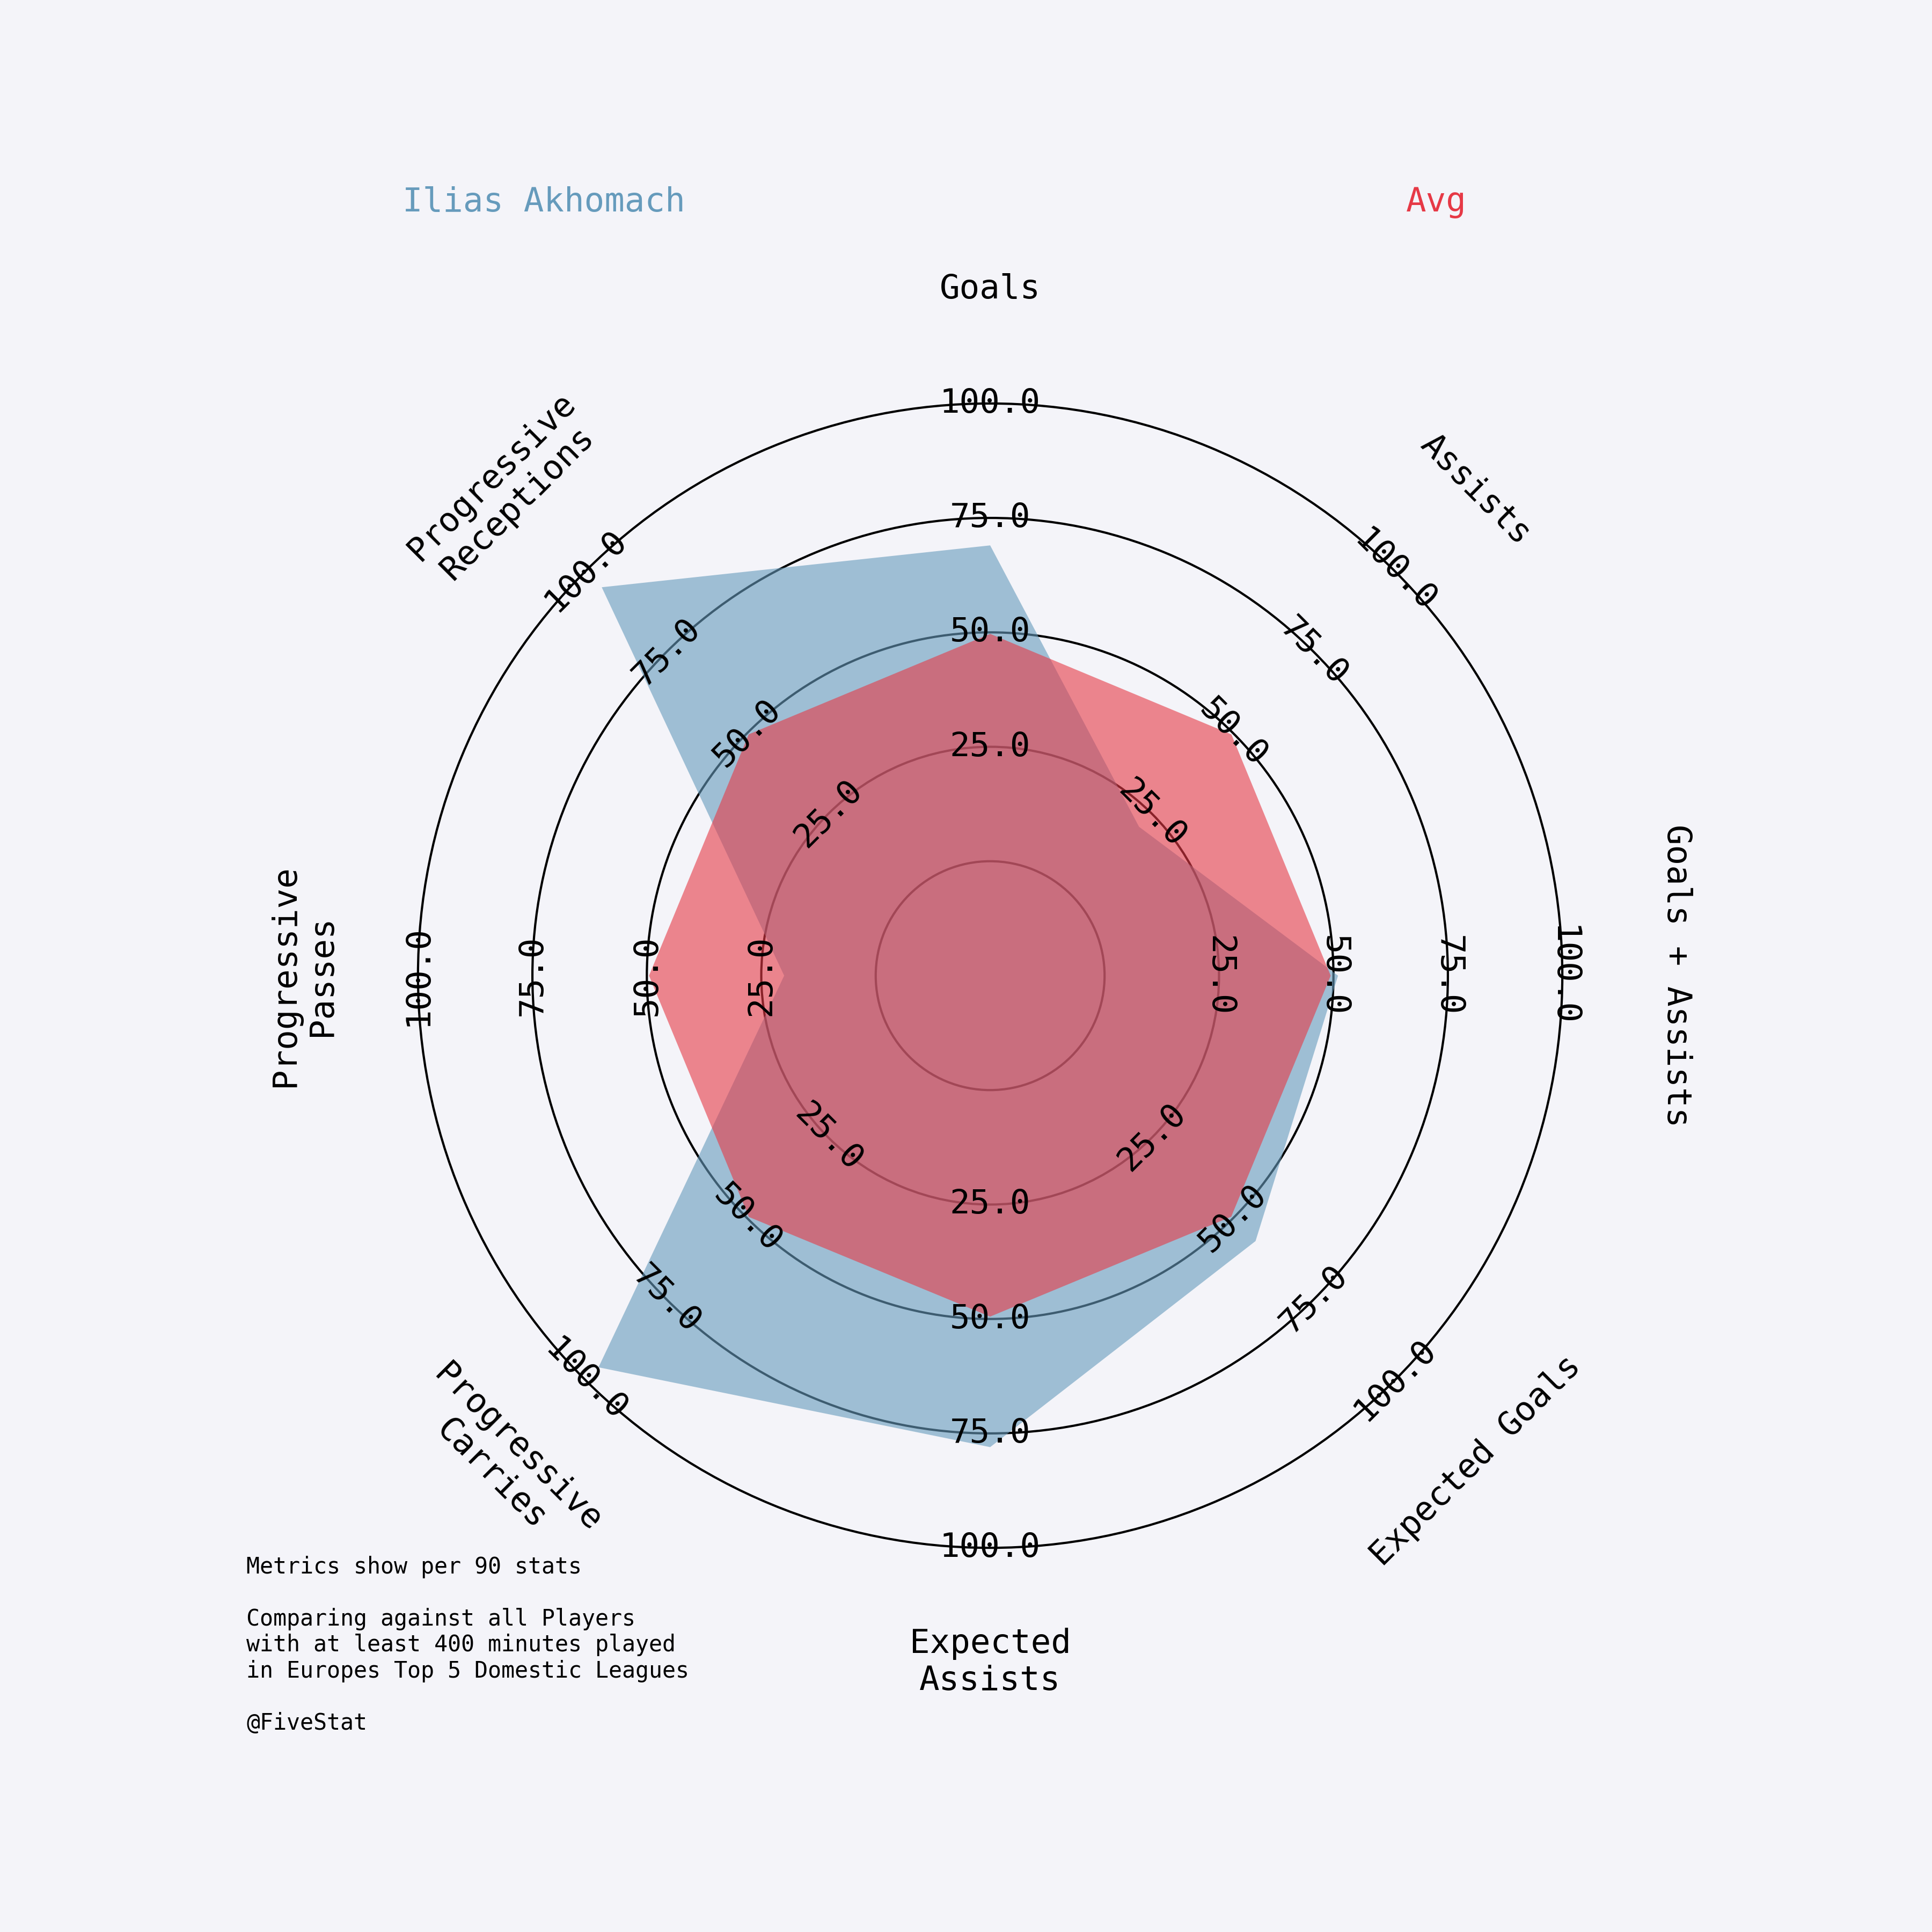 Ilias Akhomach
Avg
Goals
Assists
Goals + Assists
Expected Goals
Expected
Assists
Progressive
Carries
Progressive
Passes
Progressive
Receptions
25.0
50.0
75.0
100.0
25.0
50.0
75.0
100.0
25.0
50.0
75.0
100.0
25.0
50.0
75.0
100.0
25.0
50.0
75.0
100.0
25.0
50.0
75.0
100.0
25.0
50.0
75.0
100.0
25.0
50.0
75.0
100.0
Metrics show per 90 stats
Comparing against all Players
with at least 400 minutes played
in Europes Top 5 Domestic Leagues
@FiveStat